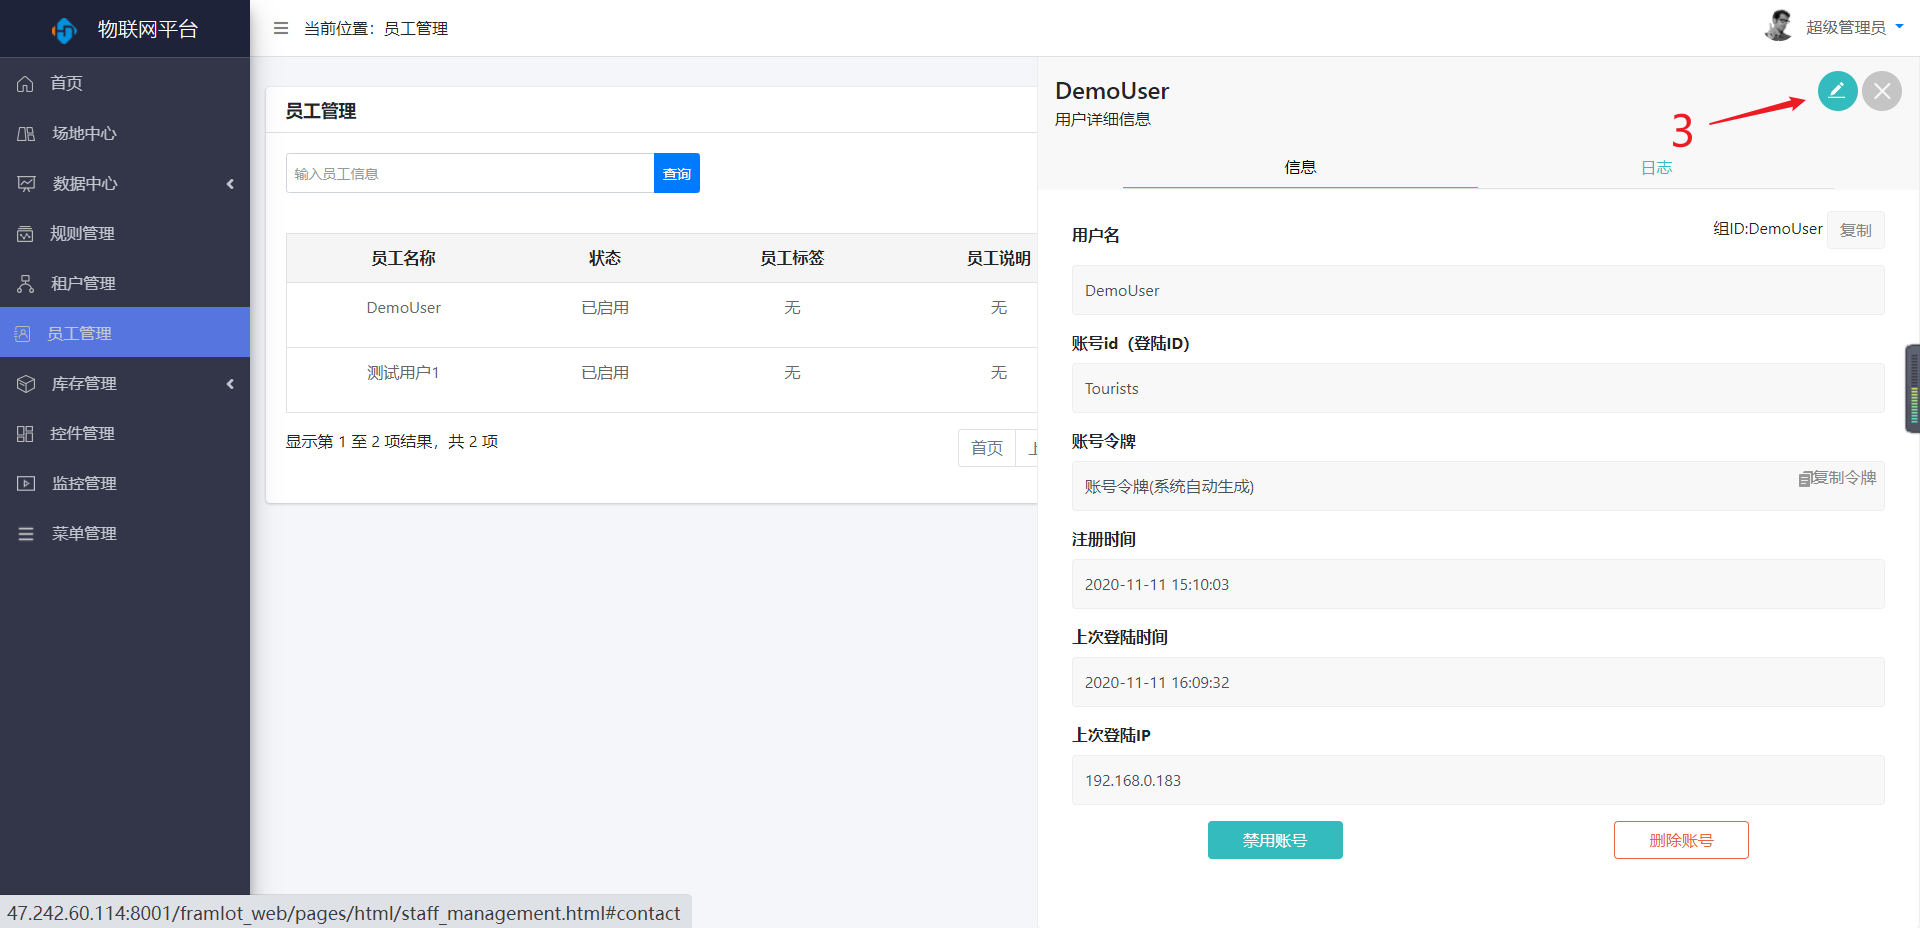 物联网平台
当前位置：员工管理
超级管理员
首页
场地中心
数据中心
规则管理
租户管理
员工管理
库存管理
控件管理
监控管理
菜单管理
员工管理
输入员工信息
查询
员工名称 状态 员工标签 员工说明
DemoUser 已启用 无 无
测试用户1 已启用 无 无
显示第 1 至 2 项结果，共 2 项
首页
DemoUser
用户详细信息
3
信息 日志
用户名
组ID:DemoUser 复制
DemoUser
账号id（登陆ID）
Tourists
账号令牌
账号令牌(系统自动生成)
复制令牌
注册时间
2020-11-11 15:10:03
上次登陆时间
2020-11-11 16:09:32
上次登陆IP
192.168.0.183
禁用账号 删除账号
47.242.60.114:8001/framlot_web/pages/html/staff_management.html#contact